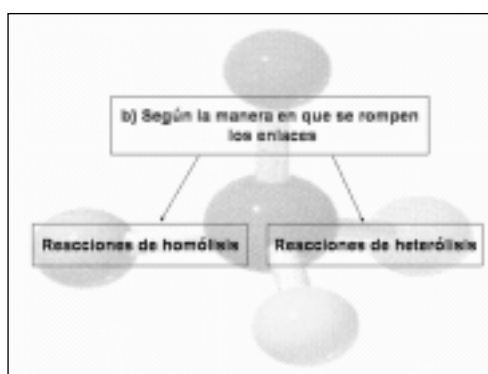 b) Según la manera en que se rompen
los enlaces
Reacciones de homólisis
Reacciones de heterólisis